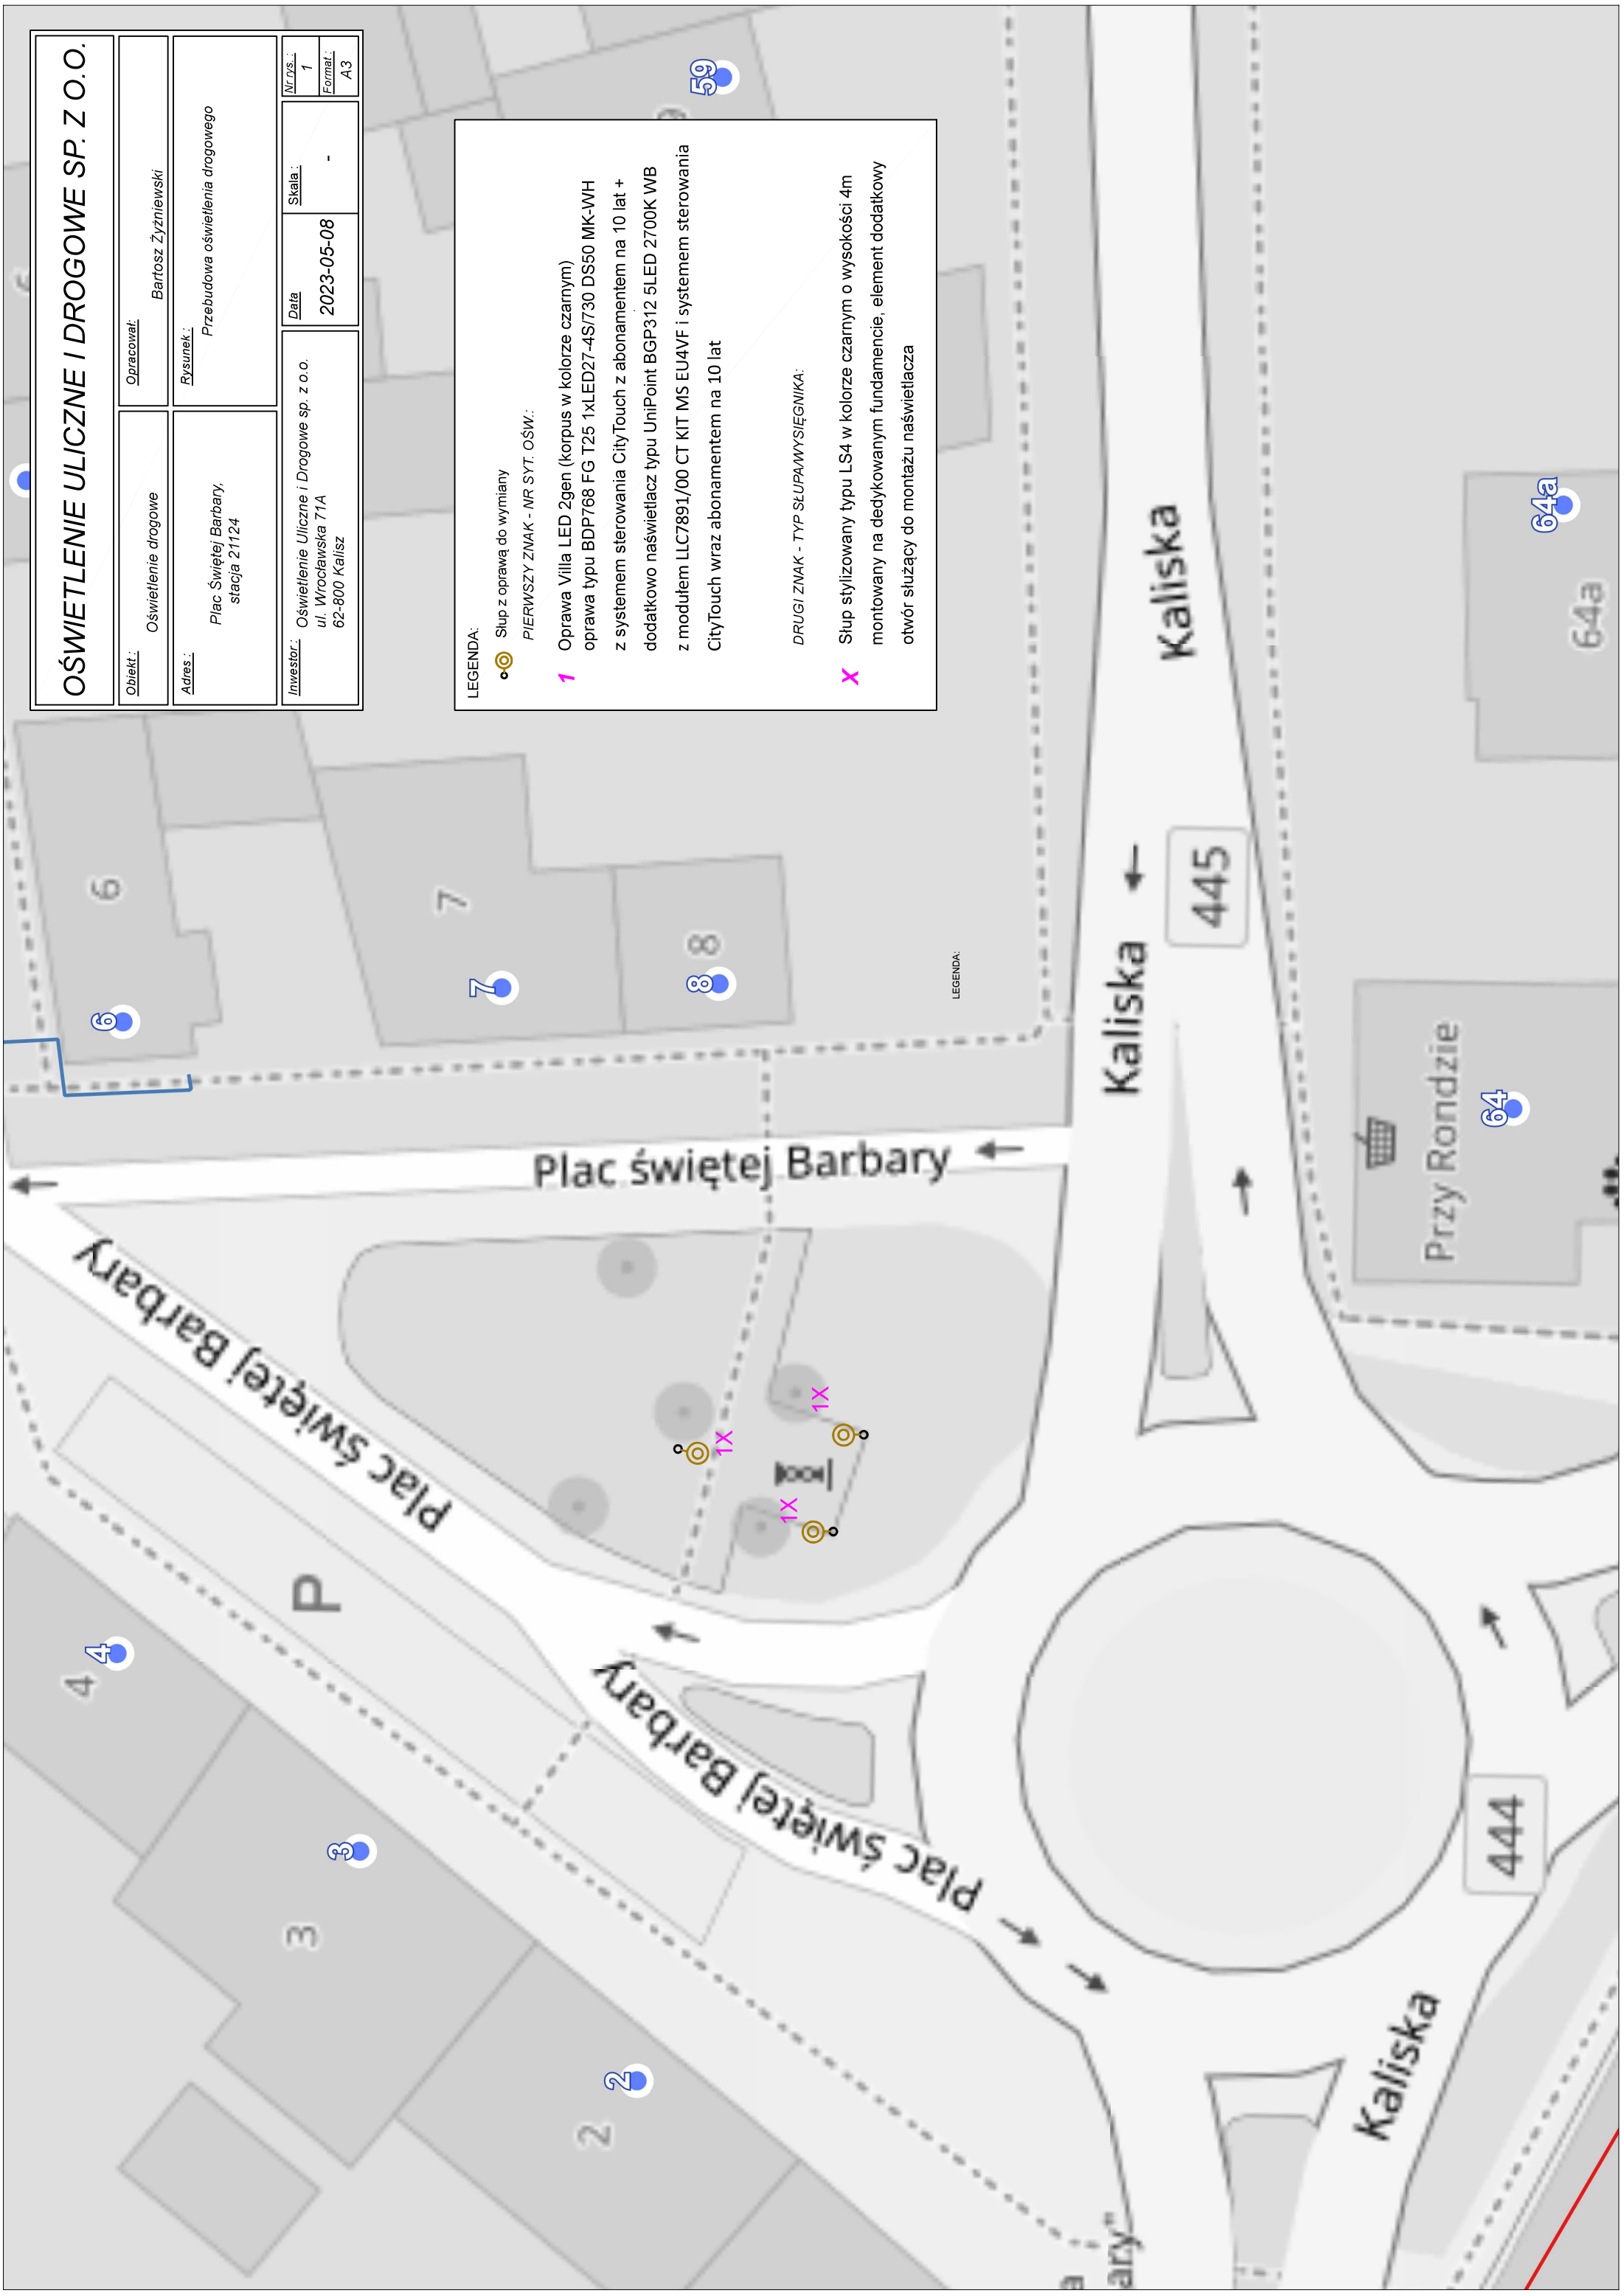 OŚWIETLENIE ULICZNE I DROGOWE SP. Z O.O.
Obiekt :
Oświetlenie drogowe
Opracował:
Bartosz Żyźniewski
Adres :
Plac Świętej Barbary,
stacja 21124
Rysunek :
Przebudowa oświetlenia drogowego
Inwestor :
Oświetlenie Uliczne i Drogowe sp. z o.o.
ul. Wrocławska 71A
62-800 Kalisz
Data
2023-05-08
Skala :
-
Nr rys. :
1
Format :
A3
LEGENDA:
Słup z oprawą do wymiany
PIERWSZY ZNAK - NR SYT. OŚW.:
1
Oprawa Villa LED 2gen (korpus w kolorze czarnym)
oprawa typu BDP768 FG T25 1xLED27-4S/730 DS50 MK-WH
z systemem sterowania CityTouch z abonamentem na 10 lat +
dodatkowo naświetlacz typu UniPoint BGP312 5LED 2700K WB
z modułem LLC7891/00 CT KIT MS EU4VF i systemem sterowania
CityTouch wraz abonamentem na 10 lat
DRUGI ZNAK - TYP SŁUPA/WYSIĘGNIKA:
X
Słup stylizowany typu LS4 w kolorze czarnym o wysokości 4m
montowany na dedykowanym fundamencie, element dodatkowy
otwór służący do montażu naświetlacza
59
6
6
7
7
8
8
LEGENDA:
Kaliska
Kaliska
445
64a
64a
64
Przy Rondzie
Plac świętej Barbary
Plac Świętej Barbary
Plac Świętej Barbary
1X
1X
1X
P
4
4
3
3
2
2
444
Kaliska
ary"